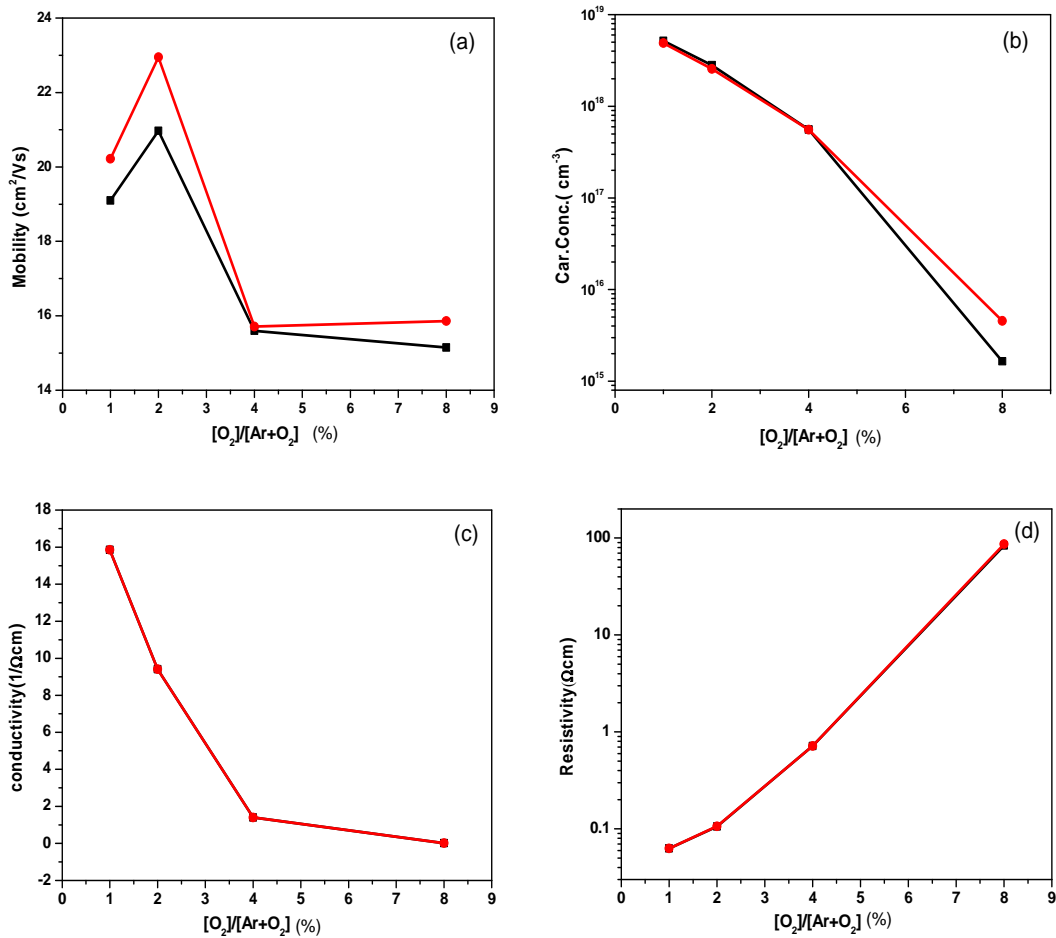 24
22
20
18
16
14
Mobility (cm²/Vs)
(a)
0 1 2 3 4 5 6 7 8 9
[O₂]/[Ar+O₂] (%)
10¹⁹
10¹⁸
10¹⁷
10¹⁶
10¹⁵
Car.Conc.( cm⁻³)
(b)
0 2 4 6 8
[O₂]/[Ar+O₂] (%)
18
16
14
12
10
8
6
4
2
0
-2
conductivity(1/Ωcm)
(c)
0 1 2 3 4 5 6 7 8 9
[O₂]/[Ar+O₂] (%)
100
10
1
0.1
Resistivity(Ωcm)
(d)
0 1 2 3 4 5 6 7 8 9
[O₂]/[Ar+O₂] (%)